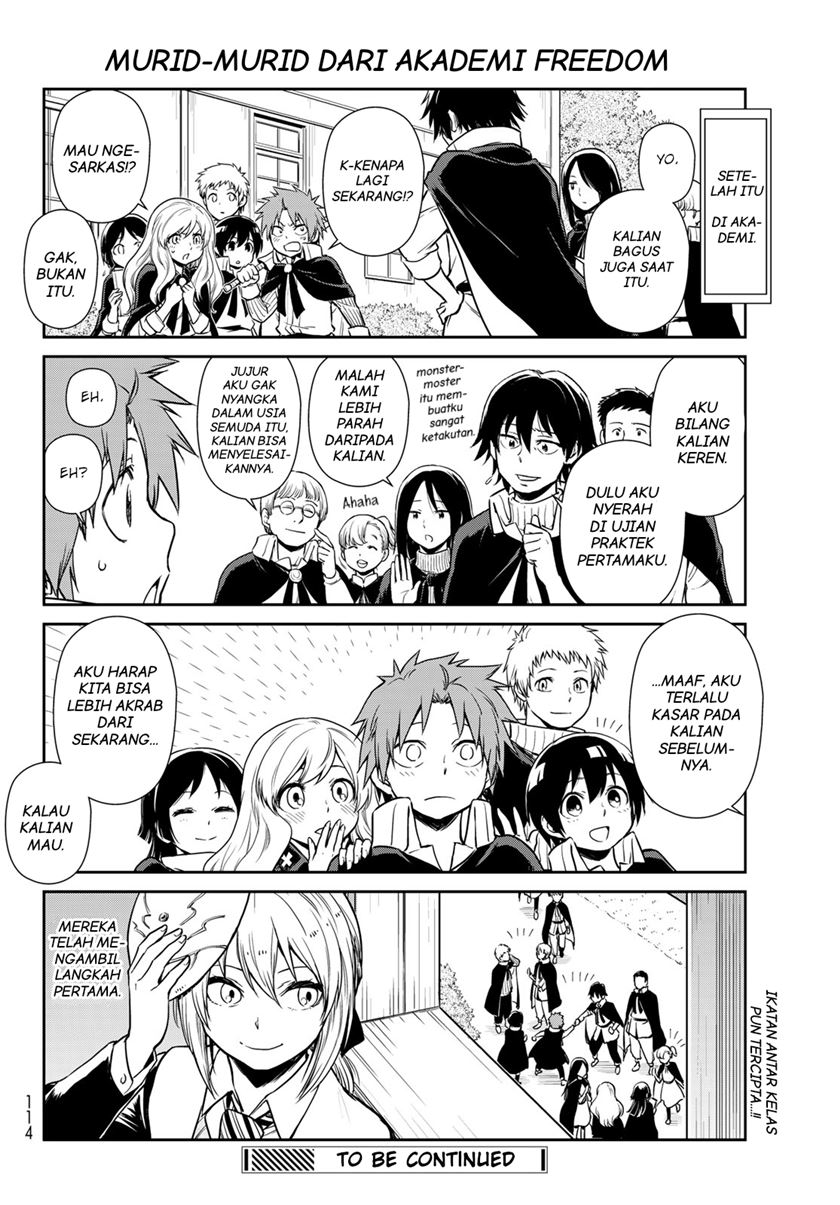 MURID-MURID DARI AKADEMI FREEDOM
SETE-
LAH ITU
DI AKA-
DEMI.
YO.
KALIAN
BAGUS
JUGA SAAT
ITU.
K-KENAPA
LAGI
SEKARANG!?
MAU NGE-
SARKAS!?
GAK,
BUKAN
ITU.
AKU
BILANG
KALIAN
KEREN.
DULU AKU
NYERAH
DI UJIAN
PRAKTEK
PERTAMAKU.
monster-
moster
itu mem-
buatku
sangat
ketakutan.
MALAH
KAMI
LEBIH
PARAH
DARIPADA
KALIAN.
Ahaha
JUJUR
AKU GAK
NYANGKA
DALAM USIA
SEMUDA ITU,
KALIAN BISA
MENYELESAI-
KANNYA.
EH.
EH?
...MAAF, AKU
TERLALU
KASAR PADA
KALIAN
SEBELUM-
NYA.
AKU HARAP
KITA BISA
LEBIH AKRAB
DARI
SEKARANG...
KALAU
KALIAN
MAU.
MEREKA
TELAH ME-
NGAMBIL
LANGKAH
PERTAMA.
IKATAN ANTAR KELAS
PUN TERCIPTA...!!
114
TO BE CONTINUED